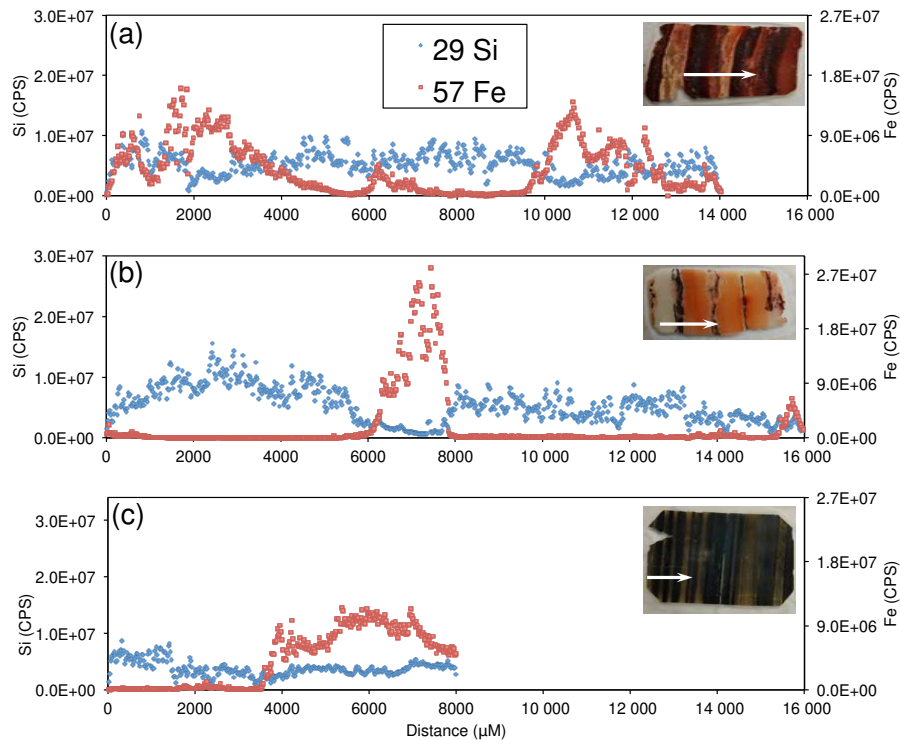 (a)
29 Si
57 Fe
Si (CPS)
3.0E+07
2.0E+07
1.0E+07
0.0E+00
Fe (CPS)
2.7E+07
1.8E+07
9.0E+06
0.0E+00
0 2000 4000 6000 8000 10 000 12 000 14 000 16 000
(b)
Si (CPS)
3.0E+07
2.0E+07
1.0E+07
0.0E+00
Fe (CPS)
2.7E+07
1.8E+07
9.0E+06
0.0E+00
0 2000 4000 6000 8000 10 000 12 000 14 000 16 000
(c)
Si (CPS)
3.0E+07
2.0E+07
1.0E+07
0.0E+00
Fe (CPS)
2.7E+07
1.8E+07
9.0E+06
0.0E+00
0 2000 4000 6000 8000 10 000 12 000 14 000 16 000
Distance (µM)